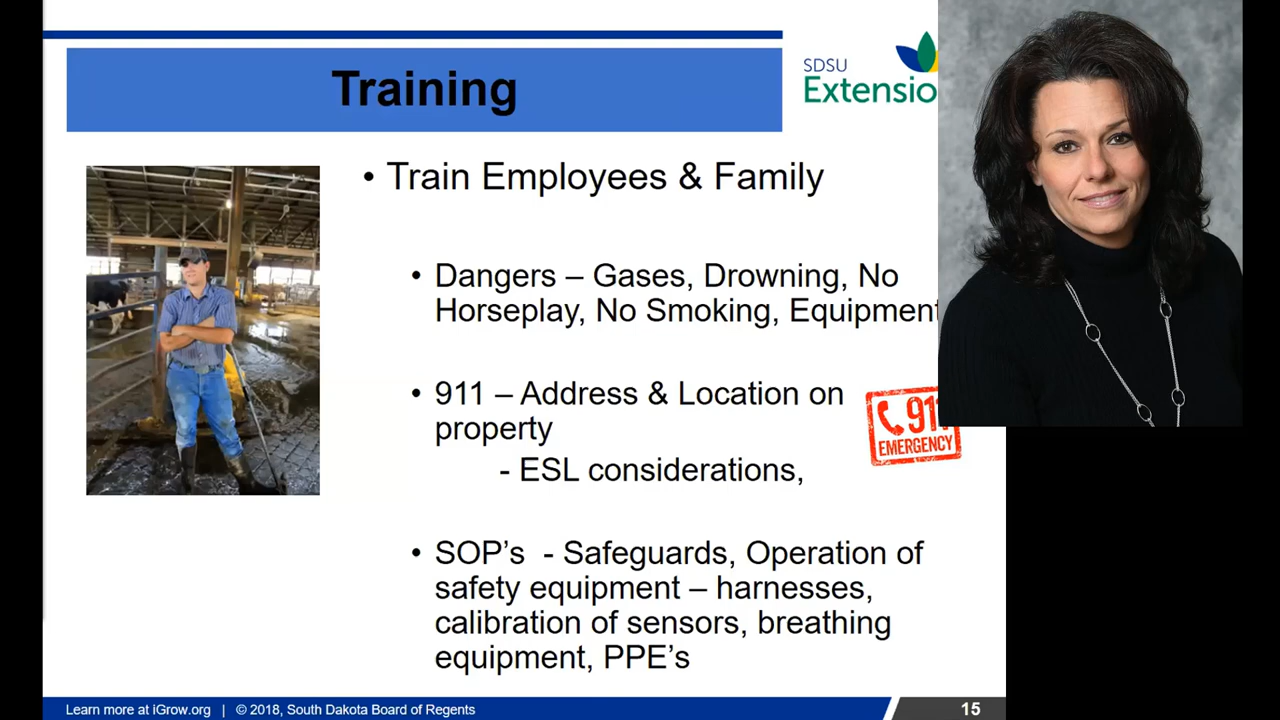 Training
SDSU
Extensio
• Train Employees & Family
• Dangers – Gases, Drowning, No
Horseplay, No Smoking, Equipment
• 911 – Address & Location on
property
- ESL considerations,
911
EMERGENCY
• SOP's - Safeguards, Operation of
safety equipment – harnesses,
calibration of sensors, breathing
equipment, PPE's
Learn more at iGrow.org | © 2018, South Dakota Board of Regents
15